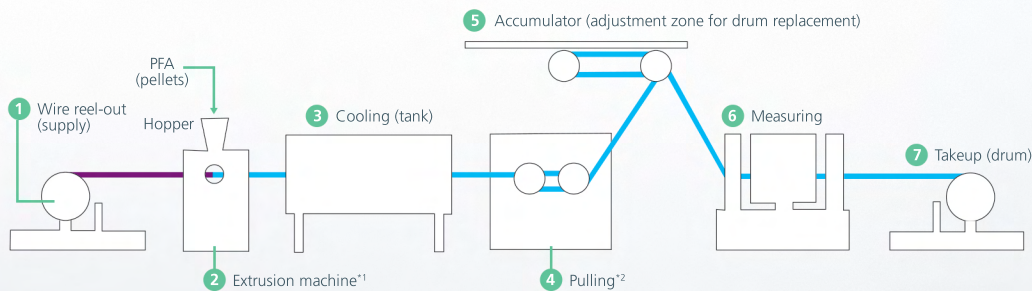 5 Accumulator (adjustment zone for drum replacement)
PFA
(pellets)
1 Wire reel-out
(supply)
Hopper
3 Cooling (tank)
6 Measuring
7 Takeup (drum)
2 Extrusion machine*1
4 Pulling*2